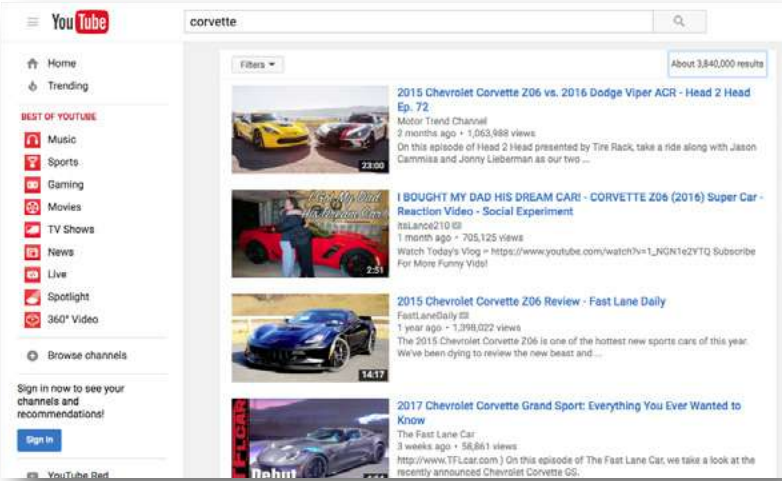 YouTube
corvette
Home
Trending
BEST OF YOUTUBE
Music
Sports
Gaming
Movies
TV Shows
News
Live
Spotlight
360° Video
Browse channels
Sign in now to see your
channels and
recommendations!
Sign in
YouTube Red
Filters
About 3,840,000 results
23:00
2015 Chevrolet Corvette Z06 vs. 2016 Dodge Viper ACR - Head 2 Head
Ep. 72
Motor Trend Channel
2 months ago • 1,063,988 views
On this episode of Head 2 Head presented by Tire Rack, take a ride along with Jason
Cammisa and Jonny Lieberman as our two ...
I Got My Dad
His Dream Car
2:51
I BOUGHT MY DAD HIS DREAM CAR! - CORVETTE Z06 (2016) Super Car -
Reaction Video - Social Experiment
itsLance210
1 month ago • 705,125 views
Watch Today's Vlog > https://www.youtube.com/watch?v=1_NGN1e2YTQ Subscribe
For More Funny Vids!
14:17
2015 Chevrolet Corvette Z06 Review - Fast Lane Daily
FastLaneDaily
1 year ago • 1,398,022 views
The 2015 Chevrolet Corvette Z06 is one of the hottest new sports cars of this year.
We've been dying to review the new beast and ...
TFLCAR
Debut
2017 Chevrolet Corvette Grand Sport: Everything You Ever Wanted to
Know
The Fast Lane Car
3 weeks ago • 58,861 views
http://www.TFLcar.com ) On this episode of The Fast Lane Car, we take a look at the
recently announced Chevrolet Corvette GS.